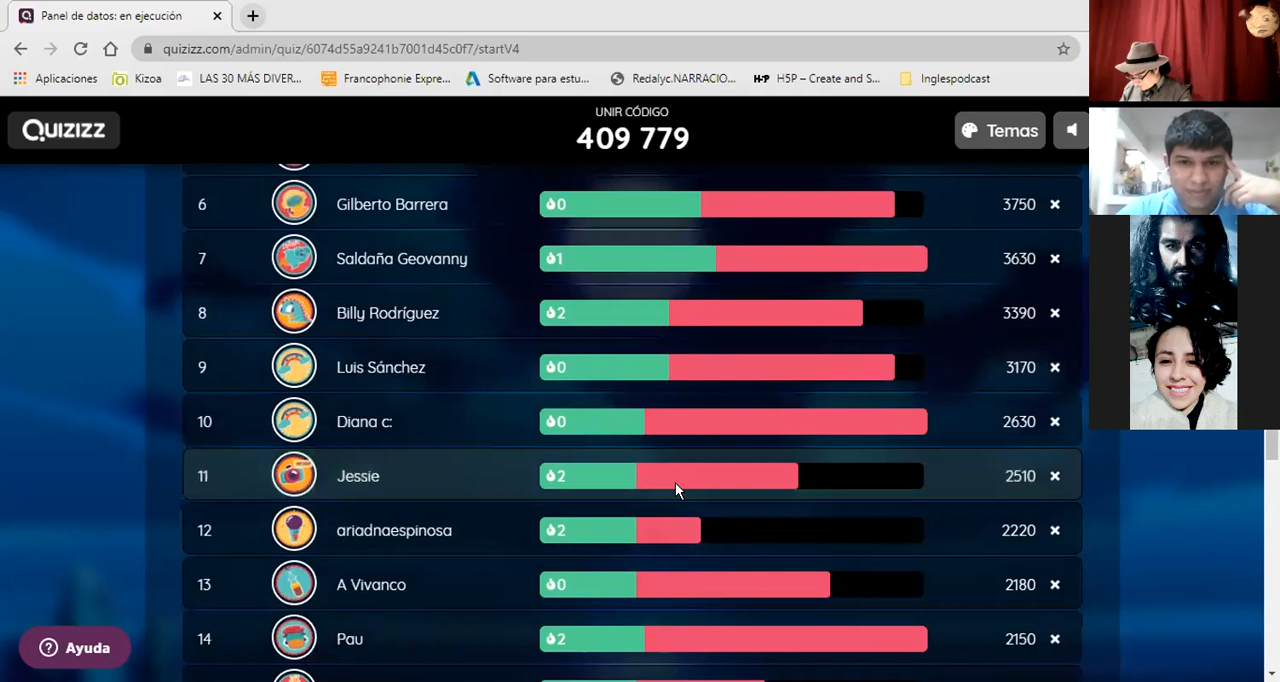 Panel de datos: en ejecución
quizizz.com/admin/quiz/6074d55a9241b7001d45c0f7/startV4
Aplicaciones Kizoa LAS 30 MÁS DIVER... Francophonie Expre... Software para estu... Redalyc.NARRACIO... H5P – Create and S... Inglespodcast
Quizizz
UNIR CÓDIGO
409 779
Temas
6 Gilberto Barrera 0 3750
7 Saldaña Geovanny 1 3630
8 Billy Rodríguez 2 3390
9 Luis Sánchez 0 3170
10 Diana c: 0 2630
11 Jessie 2 2510
12 ariadnaespinosa 2 2220
13 A Vivanco 0 2180
14 Pau 2 2150
Ayuda